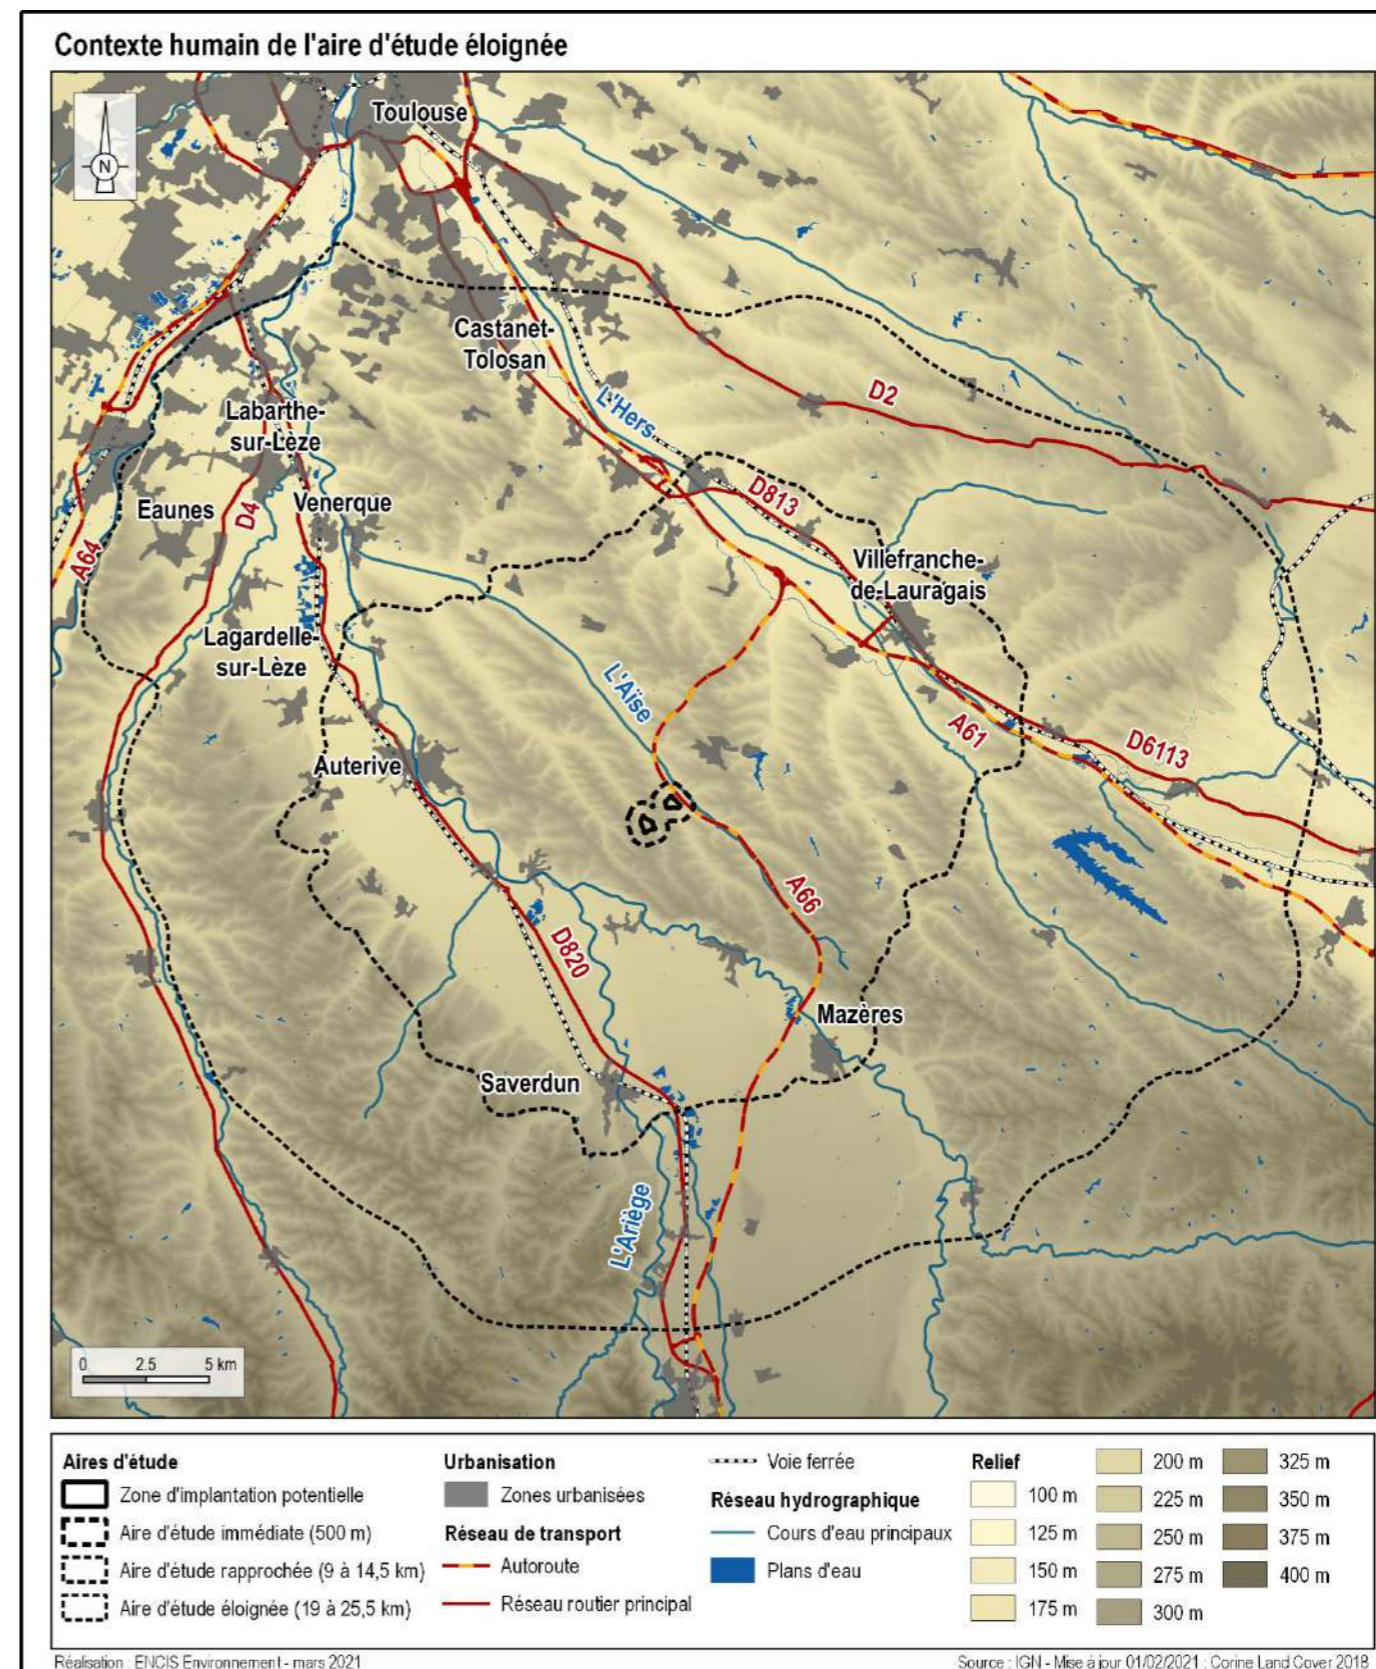 Contexte humain de l'aire d'étude éloignée
N
Toulouse
Castanet-
Tolosan
D2
L'Hers
Labarthe-
sur-Lèze
D813
Eaunes
D4
Venerque
A64
Villefranche-
de-Lauragais
Lagardelle-
sur-Lèze
L'Aïse
A61
D6113
Auterive
A66
D820
Mazères
Saverdun
L'Ariège
0 2.5 5 km
Aires d'étude
Zone d'implantation potentielle
Aire d'étude immédiate (500 m)
Aire d'étude rapprochée (9 à 14,5 km)
Aire d'étude éloignée (19 à 25,5 km)
Urbanisation
Zones urbanisées
Réseau de transport
Autoroute
Réseau routier principal
Voie ferrée
Réseau hydrographique
Cours d'eau principaux
Plans d'eau
Relief
100 m
125 m
150 m
175 m
200 m
225 m
250 m
275 m
300 m
325 m
350 m
375 m
400 m
Réalisation : ENCIS Environnement - mars 2021
Source : IGN - Mise à jour 01/02/2021 ; Corine Land Cover 2018